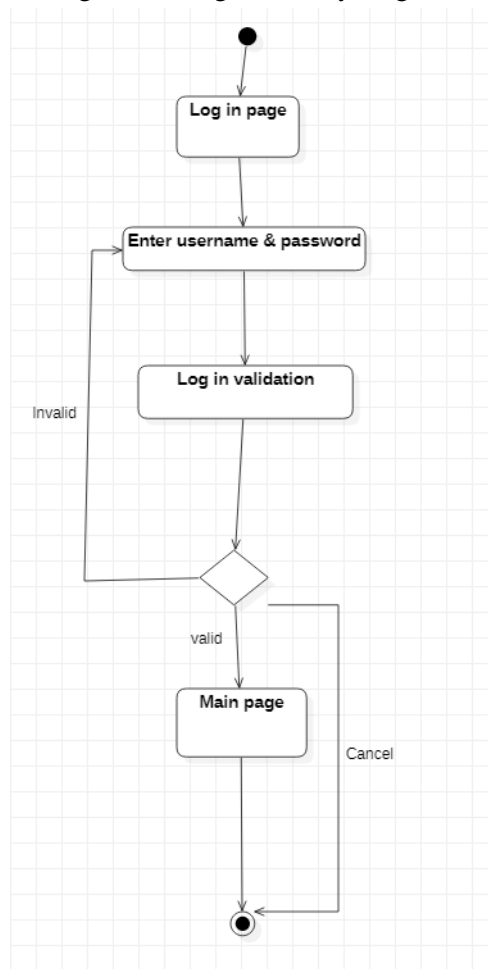 Log in page
Enter username & password
Log in validation
Invalid
valid
Main page
Cancel